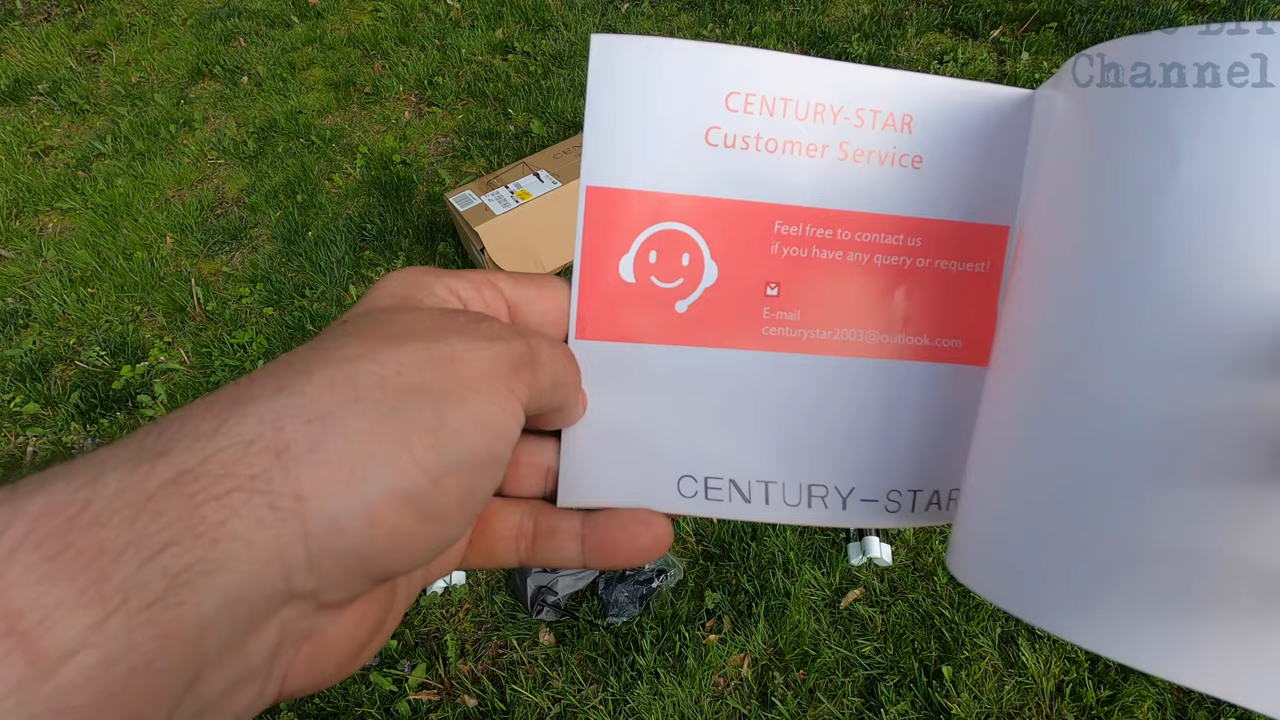 Channel
CENTURY-STAR
Customer Service
Feel free to contact us
if you have any query or request!
E-mail
centurystar2003@outlook.com
CENTURY-STAR